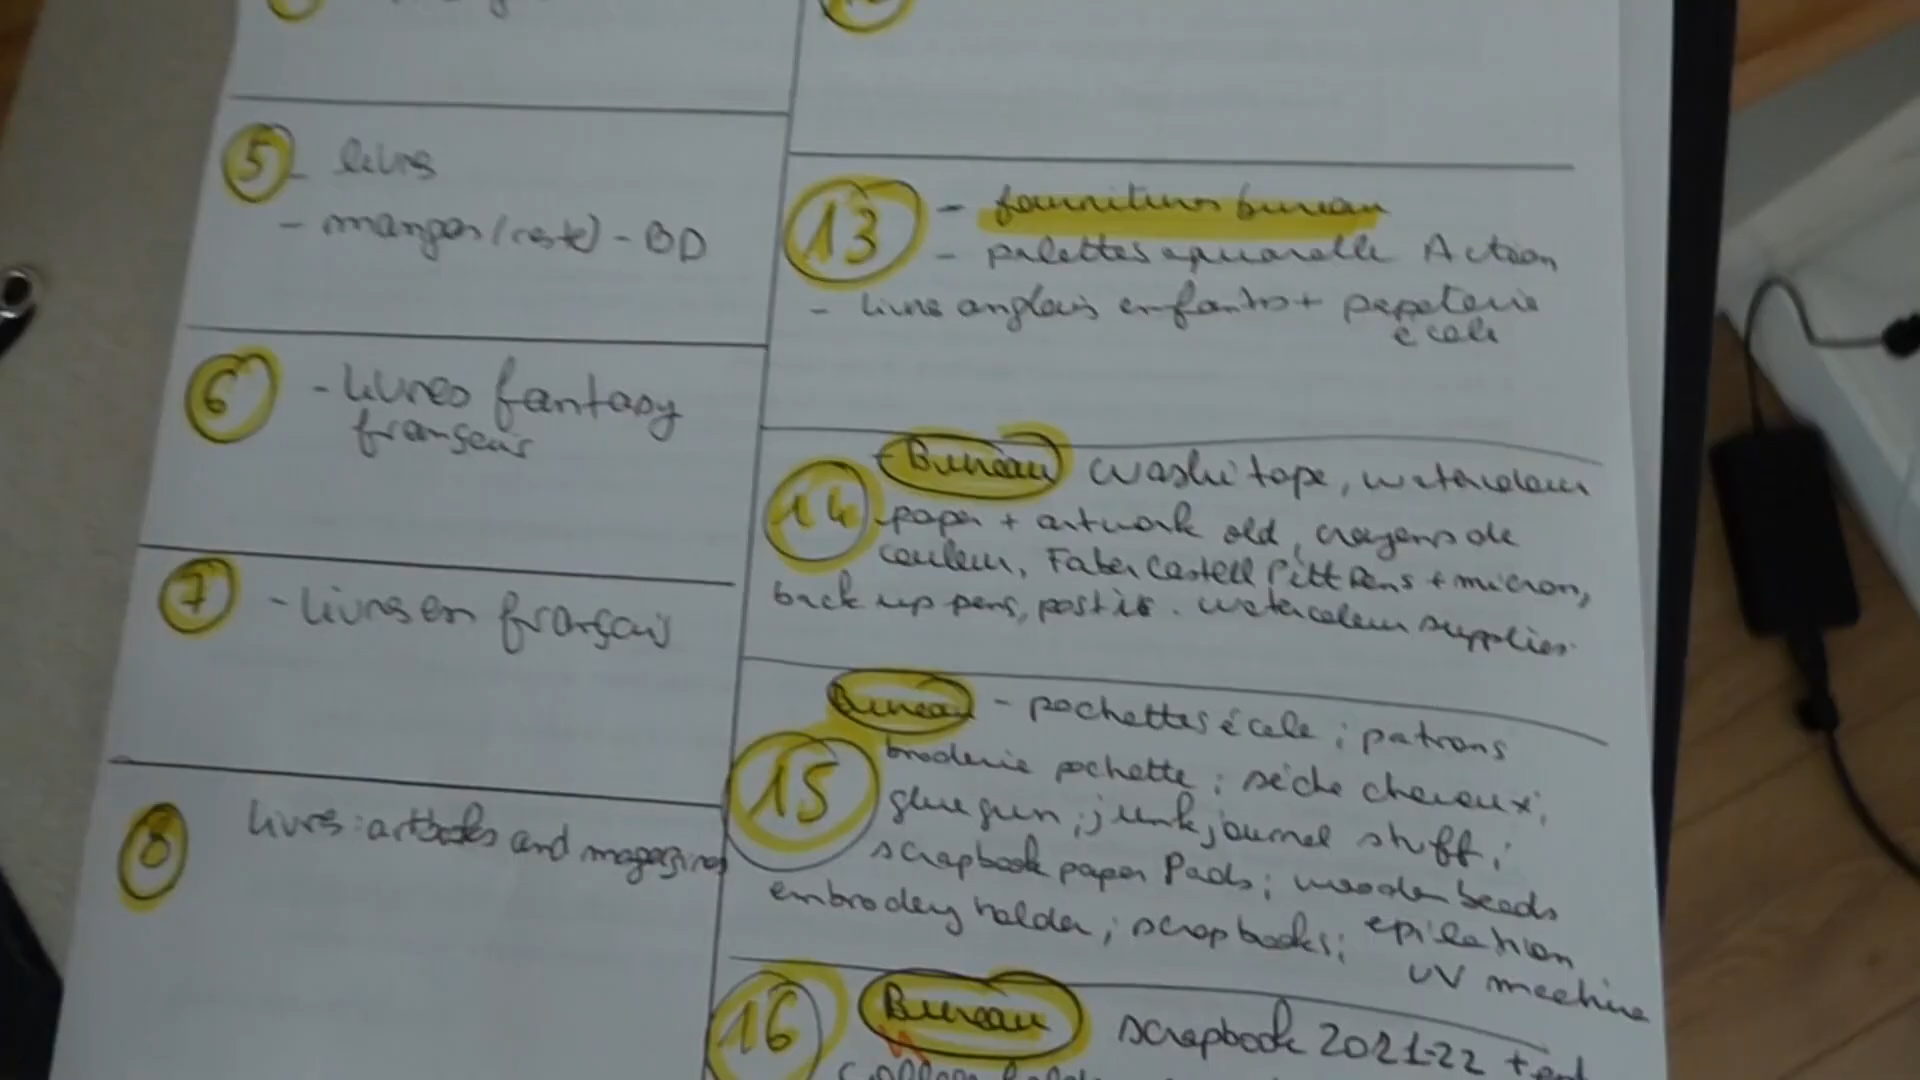 5 - livres
- mangas (reste) - BD
6 - livres fantasy
français
7 - Livres en français
8 livres : artbooks and magazines
13 - fournitures bureau
- palettes aquarelle Action
- livre anglais enfants + papeterie
école
Bureau washi tape, watercolour
14 paper + artwork old, crayons de
couleur, Faber Castell Pitt Pens + micron,
back up pens, post its. watercolour supplies.
Bureau - pochettes école ; patrons
15 broderie pochette ; sèche cheveux ;
glue gun ; junk journal stuff ;
scrapbook paper Pads ; wooden beads
embrodery holder ; scrapbooks ; epilation
UV machine
16 Bureau scrapbook 2021-22 +